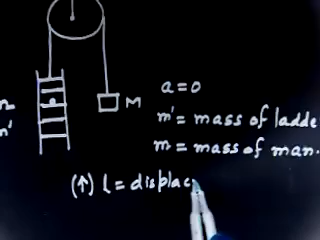 M
a = 0
m' = mass of ladde
m = mass of man.
m'
(↑) l = displac